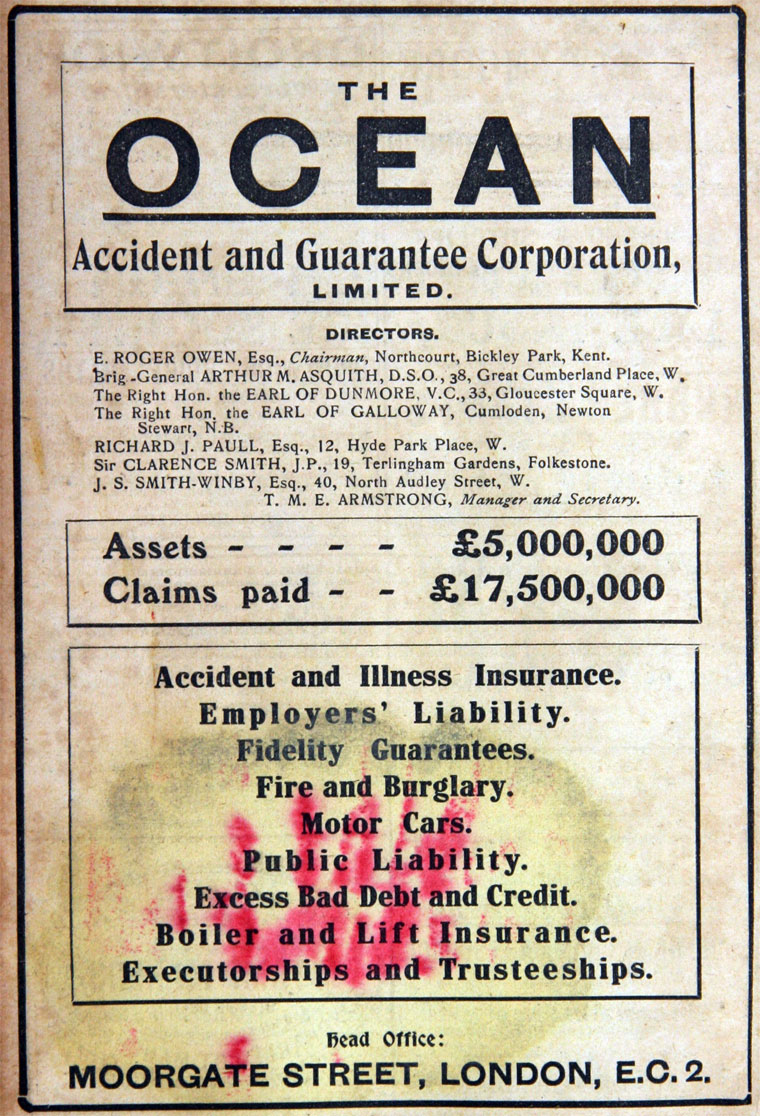 THE
OCEAN
Accident and Guarantee Corporation,
LIMITED.
DIRECTORS.
E. ROGER OWEN, Esq., Chairman, Northcourt, Bickley Park, Kent.
Brig.-General ARTHUR M. ASQUITH, D.S.O., 38, Great Cumberland Place, W.
The Right Hon. the EARL OF DUNMORE, V.C., 33, Gloucester Square, W.
The Right Hon. the EARL OF GALLOWAY, Cumloden, Newton
Stewart, N.B.
RICHARD J. PAULL, Esq., 12, Hyde Park Place, W.
Sir CLARENCE SMITH, J.P., 19, Terlingham Gardens, Folkestone.
J. S. SMITH-WINBY, Esq., 40, North Audley Street, W.
T. M. E. ARMSTRONG, Manager and Secretary.
Assets - - - - £5,000,000
Claims paid - - £17,500,000
Accident and Illness Insurance.
Employers' Liability.
Fidelity Guarantees.
Fire and Burglary.
Motor Cars.
Public Liability.
Excess Bad Debt and Credit.
Boiler and Lift Insurance.
Executorships and Trusteeships.
Head Office:
MOORGATE STREET, LONDON, E.C. 2.